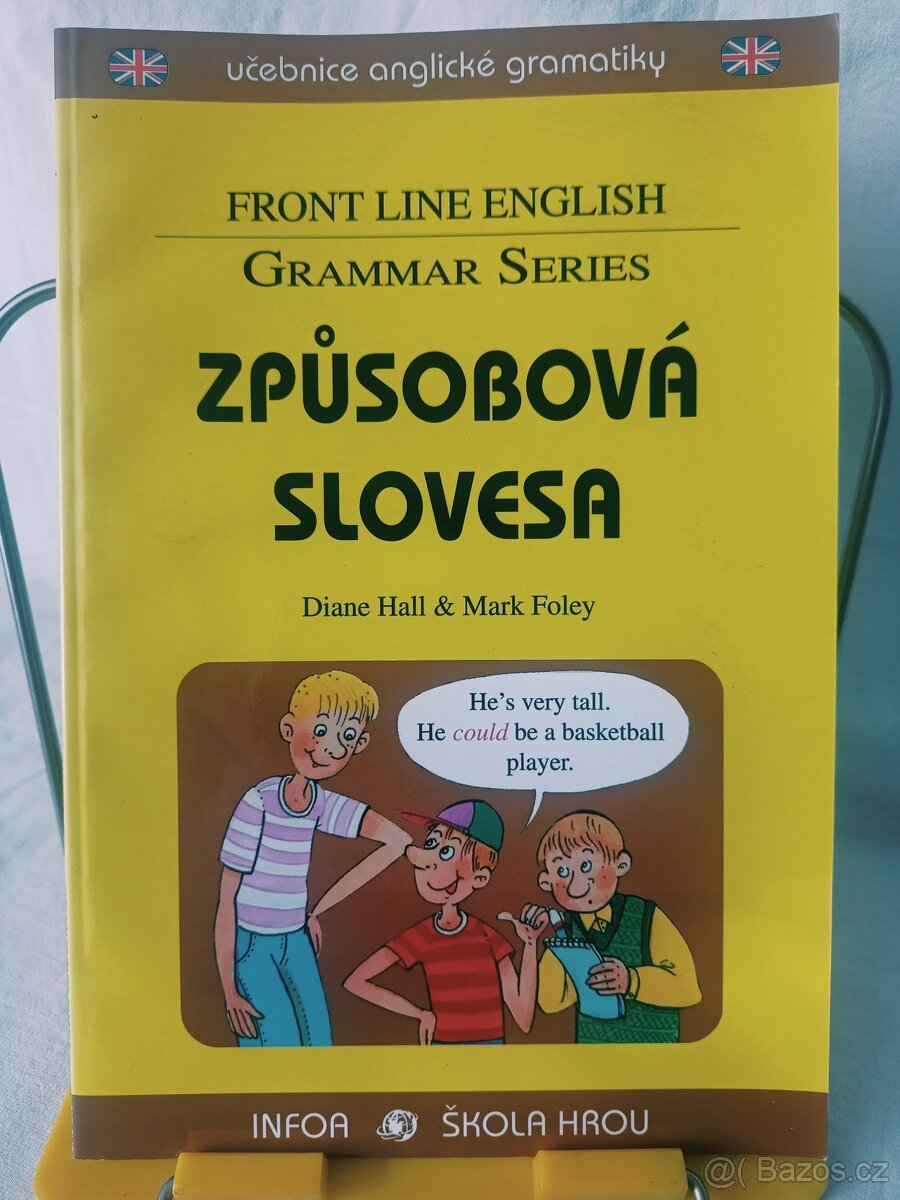 učebnice anglické gramatiky
FRONT LINE ENGLISH
GRAMMAR SERIES
ZPŮSOBOVÁ
SLOVESA
Diane Hall & Mark Foley
He's very tall.
He could be a basketball
player.
INFOA ŠKOLA HROU
@( Bazoš.cz